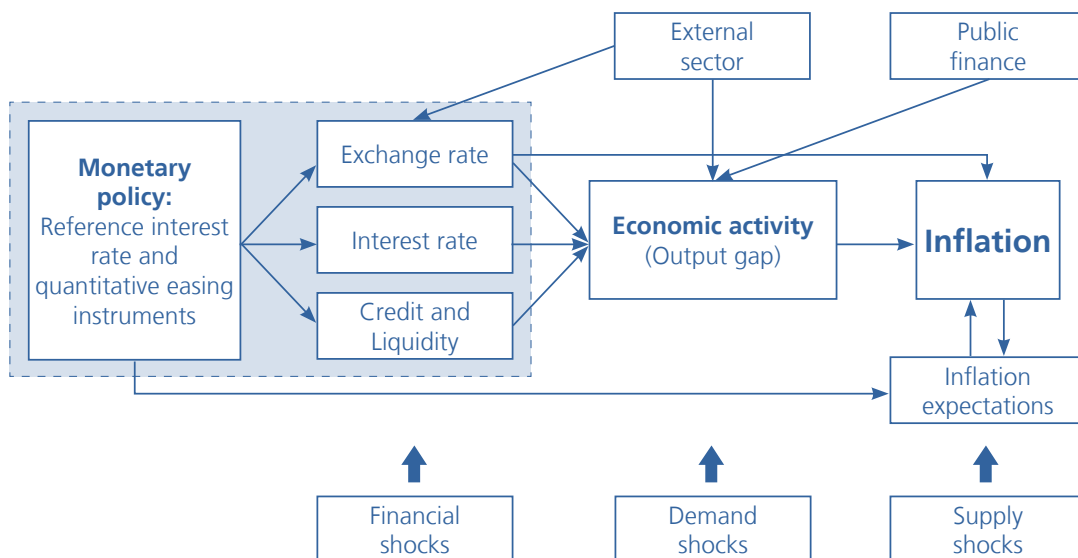 External
sector
Public
finance
Monetary
policy:
Reference interest
rate and
quantitative easing
instruments
Exchange rate
Interest rate
Credit and
Liquidity
Economic activity
(Output gap)
Inflation
Inflation
expectations
Financial
shocks
Demand
shocks
Supply
shocks